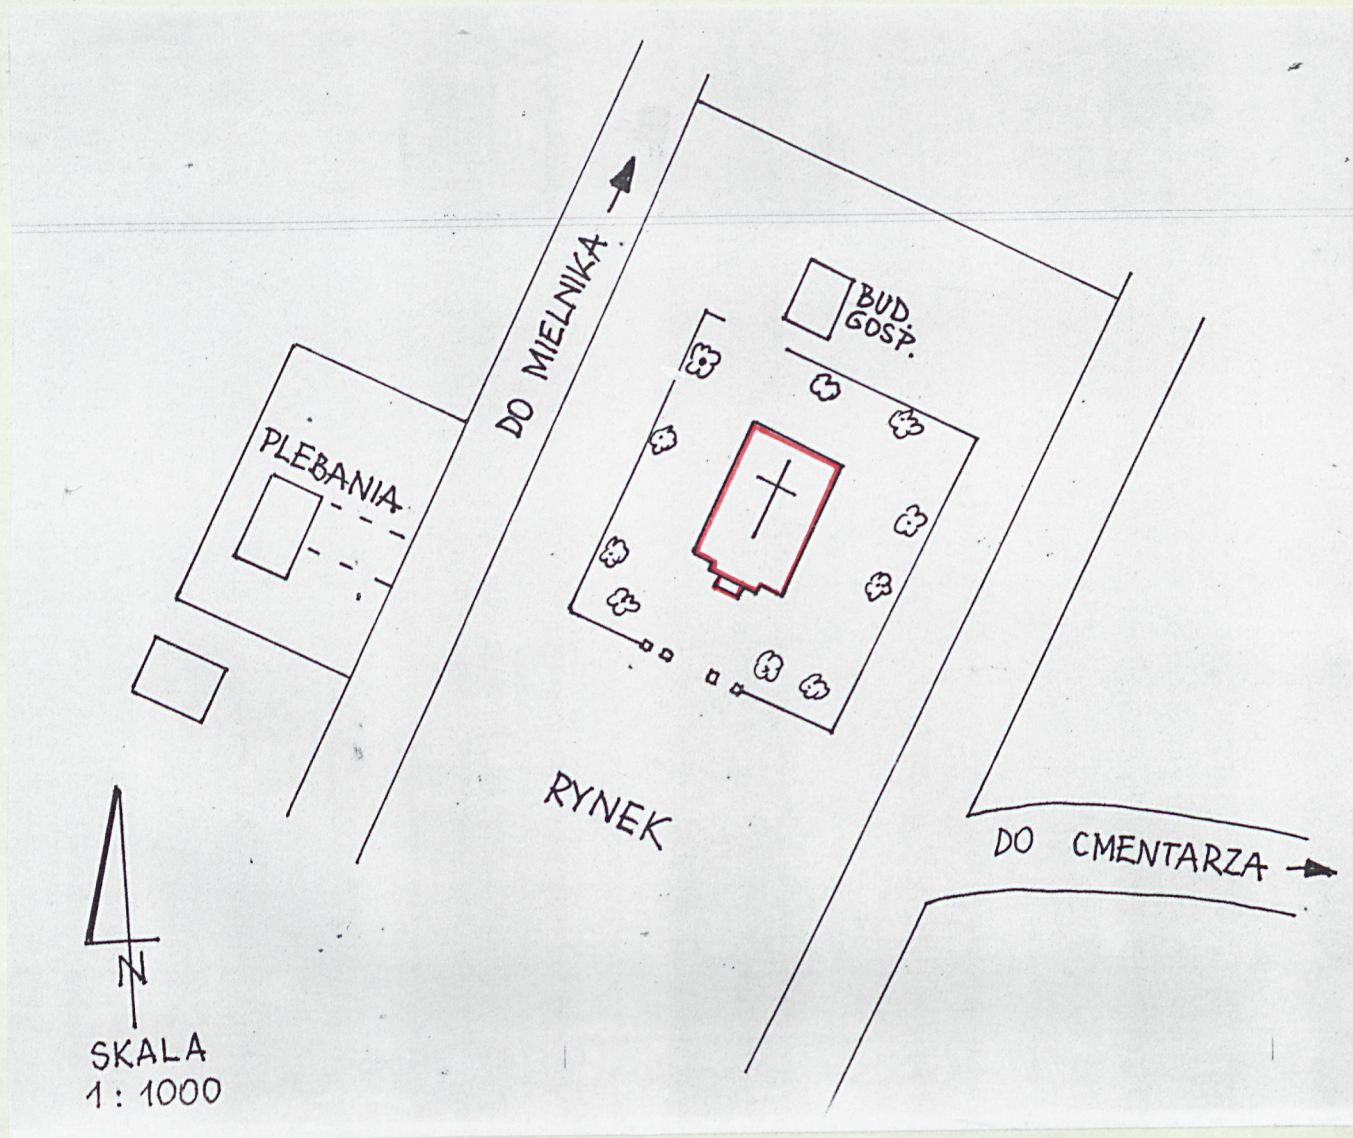 DO MIELNIKA
BUD.
GOSP.
PLEBANIA
RYNEK
DO CMENTARZA
N
SKALA
1:1000